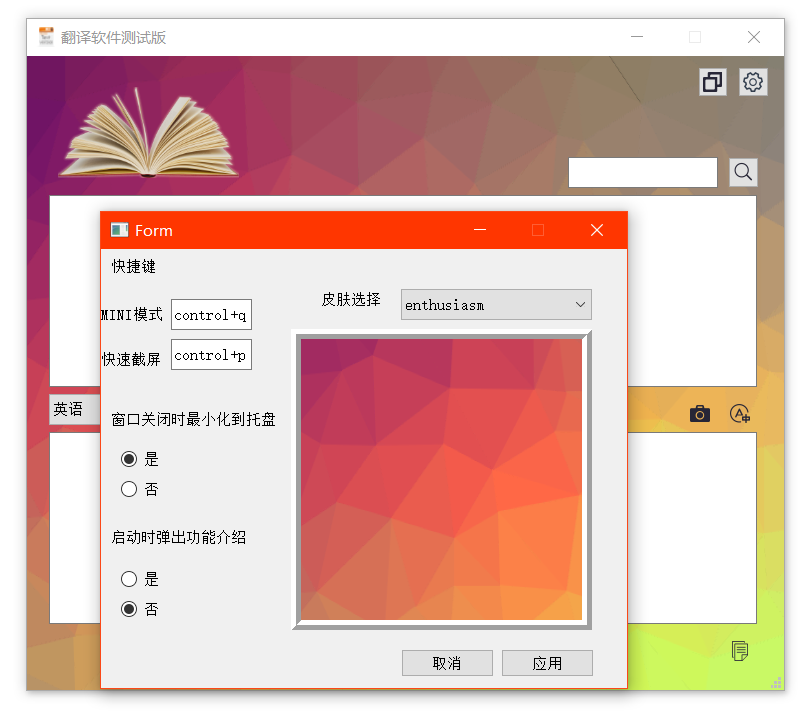 翻译软件测试版
Form
快捷键
皮肤选择
enthusiasm
MINI模式
control+q
快速截屏
control+p
英语
窗口关闭时最小化到托盘
是
否
启动时弹出功能介绍
是
否
取消
应用